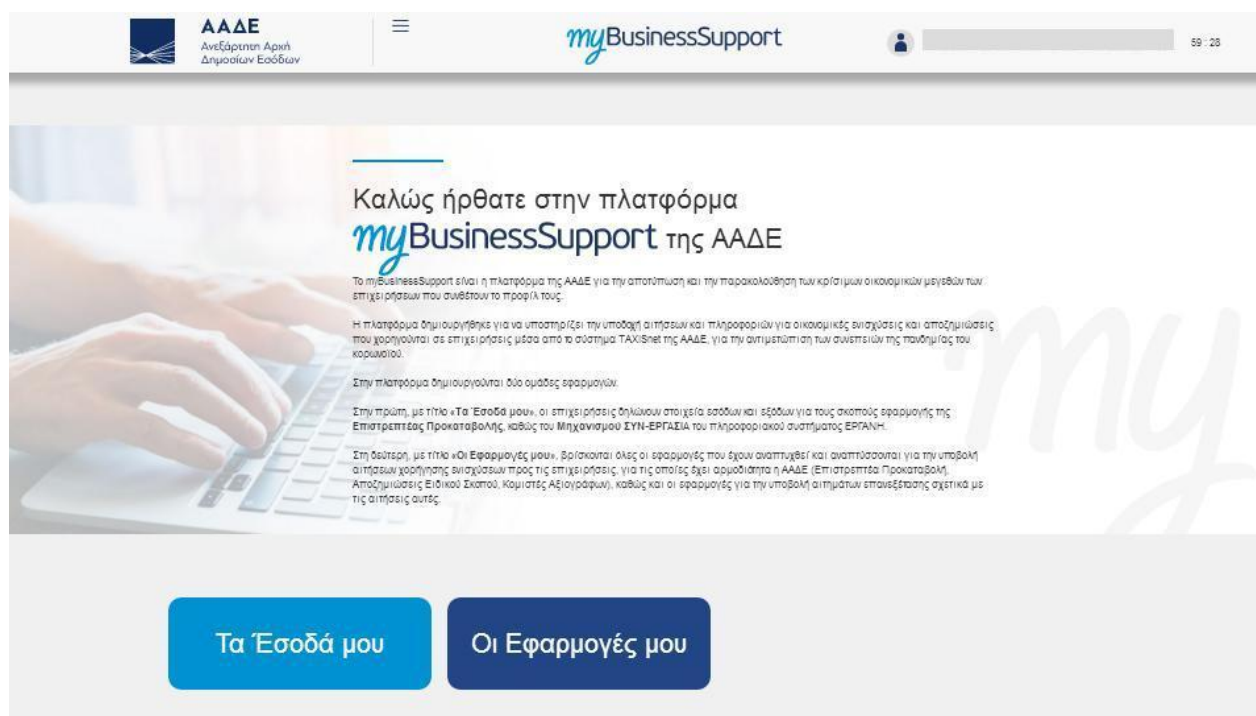 ΑΑΔΕ
Ανεξάρτητη Αρχή
Δημοσίων Εσόδων
myBusinessSupport
59 : 28
Καλώς ήρθατε στην πλατφόρμα
myBusinessSupport της ΑΑΔΕ
Το myBusinessSupport είναι η πλατφόρμα της ΑΑΔΕ για την αποτύπωση και την παρακολούθηση των κρίσιμων οικονομικών μεγεθών των
επιχειρήσεων που συνθέτουν το προφίλ τους.
Η πλατφόρμα δημιουργήθηκε για να υποστηρίξει την υποδοχή αιτήσεων και πληροφοριών για οικονομικές ενισχύσεις και αποζημιώσεις
που χορηγούνται σε επιχειρήσεις μέσα από το σύστημα TAXISnet της ΑΑΔΕ, για την αντιμετώπιση των συνεπειών της πανδημίας του
κορωνοϊού.
Στην πλατφόρμα δημιουργούνται δύο ομάδες εφαρμογών.
Στην πρώτη, με τίτλο «Τα Έσοδά μου», οι επιχειρήσεις δηλώνουν στοιχεία εσόδων και εξόδων για τους σκοπούς εφαρμογής της
Επιστρεπτέας Προκαταβολής, καθώς του Μηχανισμού ΣΥΝ-ΕΡΓΑΣΙΑ του πληροφοριακού συστήματος ΕΡΓΑΝΗ.
Στη δεύτερη, με τίτλο «Οι Εφαρμογές μου», βρίσκονται όλες οι εφαρμογές που έχουν αναπτυχθεί και αναπτύσσονται για την υποβολή
αιτήσεων χορήγησης ενισχύσεων προς τις επιχειρήσεις, για τις οποίες έχει αρμοδιότητα η ΑΑΔΕ (Επιστρεπτέα Προκαταβολή,
Αποζημιώσεις Ειδικού Σκοπού, Κομιστές Αξιογράφων), καθώς και οι εφαρμογές για την υποβολή αιτημάτων επανεξέτασης σχετικά με
τις αιτήσεις αυτές.
my
Τα Έσοδά μου
Οι Εφαρμογές μου